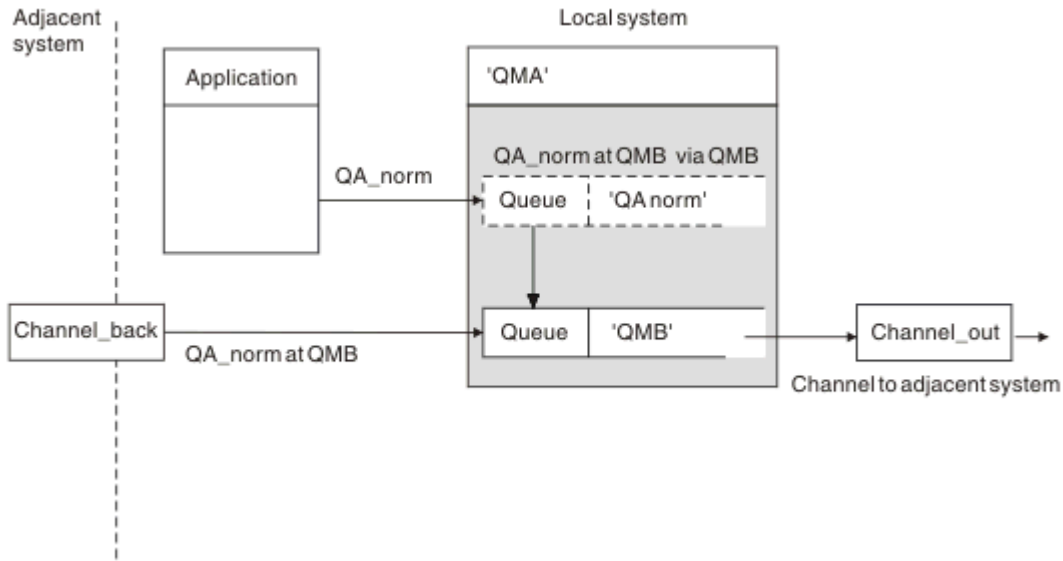 Adjacent
system
Local system
Application
'QMA'
QA_norm at QMB via QMB
QA_norm
Queue
'QA norm'
Channel_back
QA_norm at QMB
Queue
'QMB'
Channel_out
Channel to adjacent system